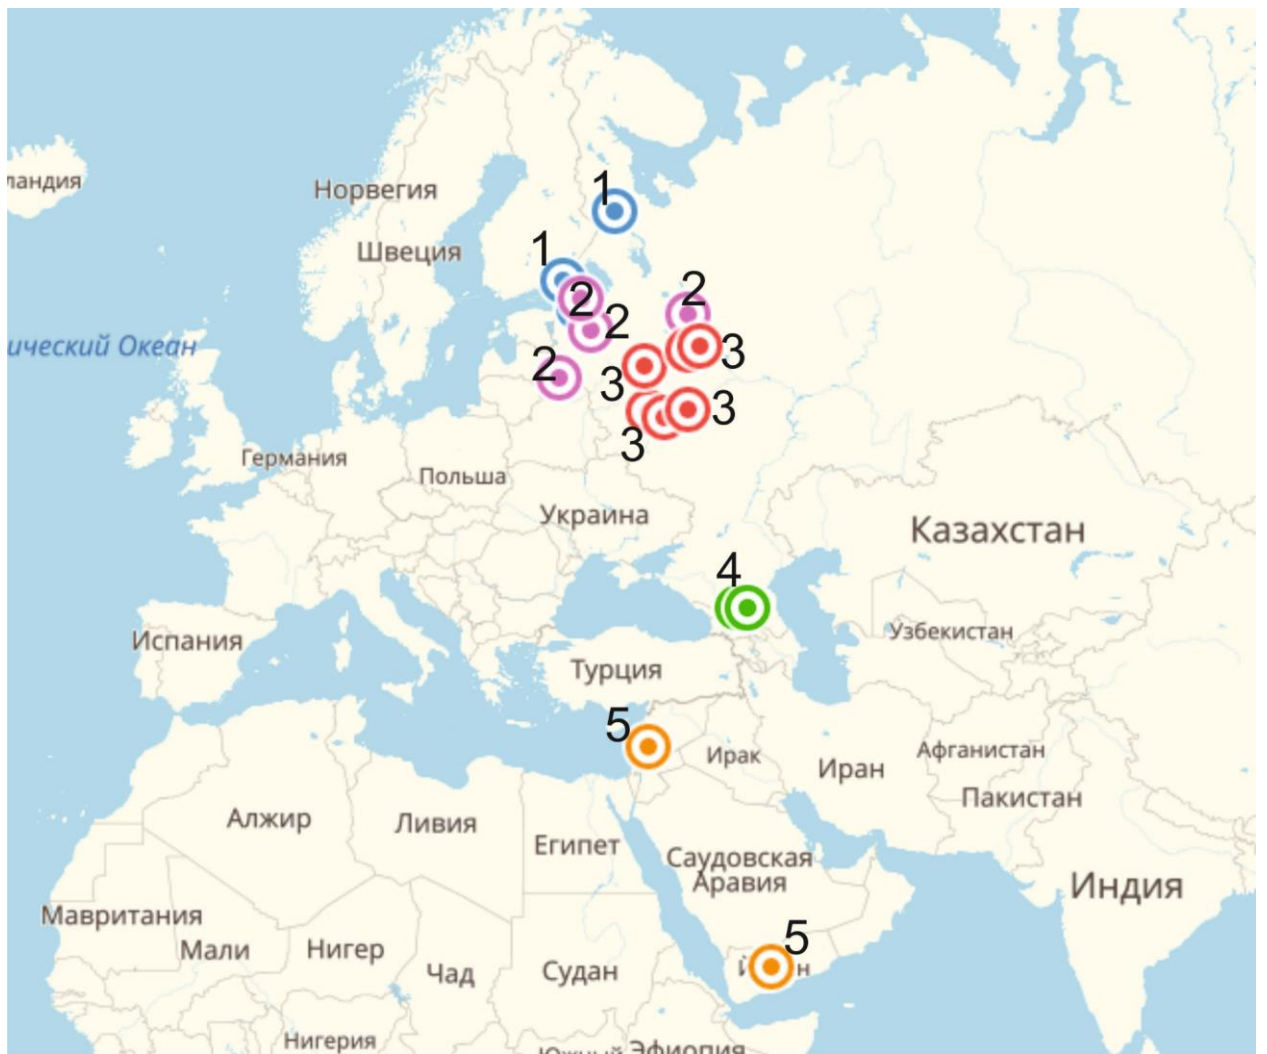 ландия
Норвегия
1
Швеция
1
2
2
2
ический Океан
3
2
3
3
3
Германия
Польша
Украина
Казахстан
4
Испания
Узбекистан
Турция
5
Ирак
Афганистан
Иран
Пакистан
Алжир
Ливия
Египет
Саудовская
Аравия
Индия
Мавритания
Мали
Нигер
Чад
Судан
5
Нигерия
Эфиопия